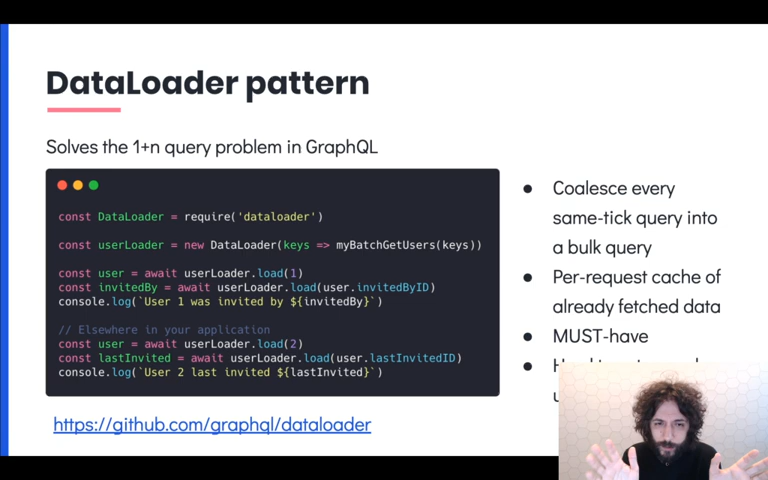 DataLoader pattern
Solves the 1+n query problem in GraphQL
const DataLoader = require('dataloader')
const userLoader = new DataLoader(keys => myBatchGetUsers(keys))
const user = await userLoader.load(1)
const invitedBy = await userLoader.load(user.invitedByID)
console.log(`User 1 was invited by ${invitedBy}`)
// Elsewhere in your application
const user = await userLoader.load(2)
const lastInvited = await userLoader.load(user.lastInvitedID)
console.log(`User 2 last invited ${lastInvited}`)
https://github.com/graphql/dataloader
● Coalesce every
same-tick query into
a bulk query
● Per-request cache of
already fetched data
● MUST-have
●